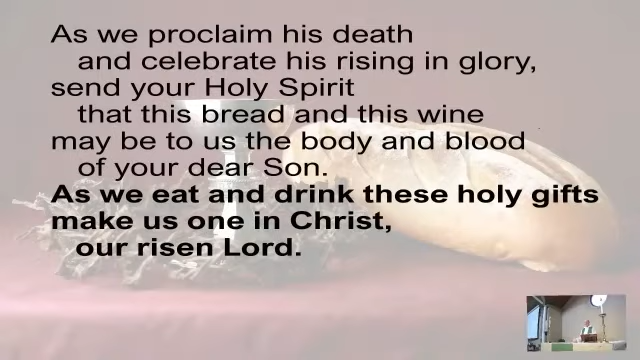 As we proclaim his death
and celebrate his rising in glory,
send your Holy Spirit
that this bread and this wine
may be to us the body and blood
of your dear Son.
As we eat and drink these holy gifts
make us one in Christ,
our risen Lord.